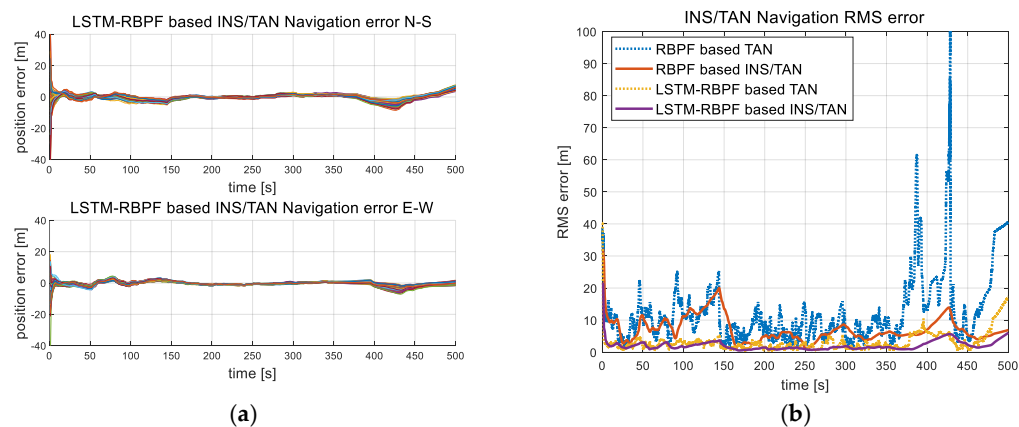 LSTM-RBPF based INS/TAN Navigation error N-S
position error [m]
40
20
0
-20
-40
0 50 100 150 200 250 300 350 400 450 500
time [s]
LSTM-RBPF based INS/TAN Navigation error E-W
position error [m]
40
20
0
-20
-40
0 50 100 150 200 250 300 350 400 450 500
time [s]
(a)
INS/TAN Navigation RMS error
RMS error [m]
100
90
80
70
60
50
40
30
20
10
0
RBPF based TAN
RBPF based INS/TAN
LSTM-RBPF based TAN
LSTM-RBPF based INS/TAN
0 50 100 150 200 250 300 350 400 450 500
time [s]
(b)